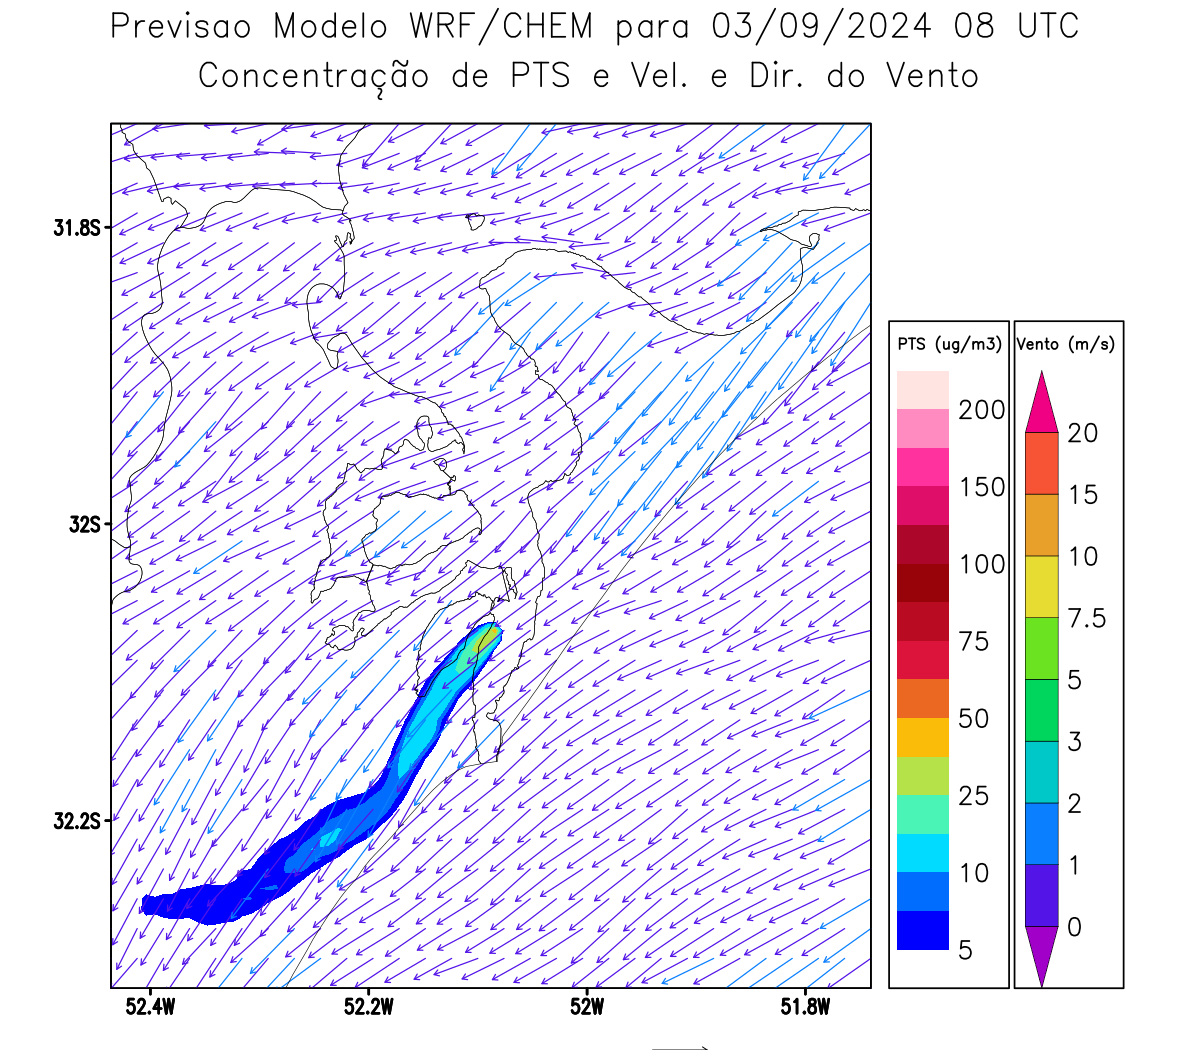 Previsao Modelo WRF/CHEM para 03/09/2024 08 UTC
Concentração de PTS e Vel. e Dir. do Vento
31.8S
32S
32.2S
52.4W 52.2W 52W 51.8W
PTS (ug/m3)
200
150
100
75
50
25
10
5
Vento (m/s)
20
15
10
7.5
5
3
2
1
0